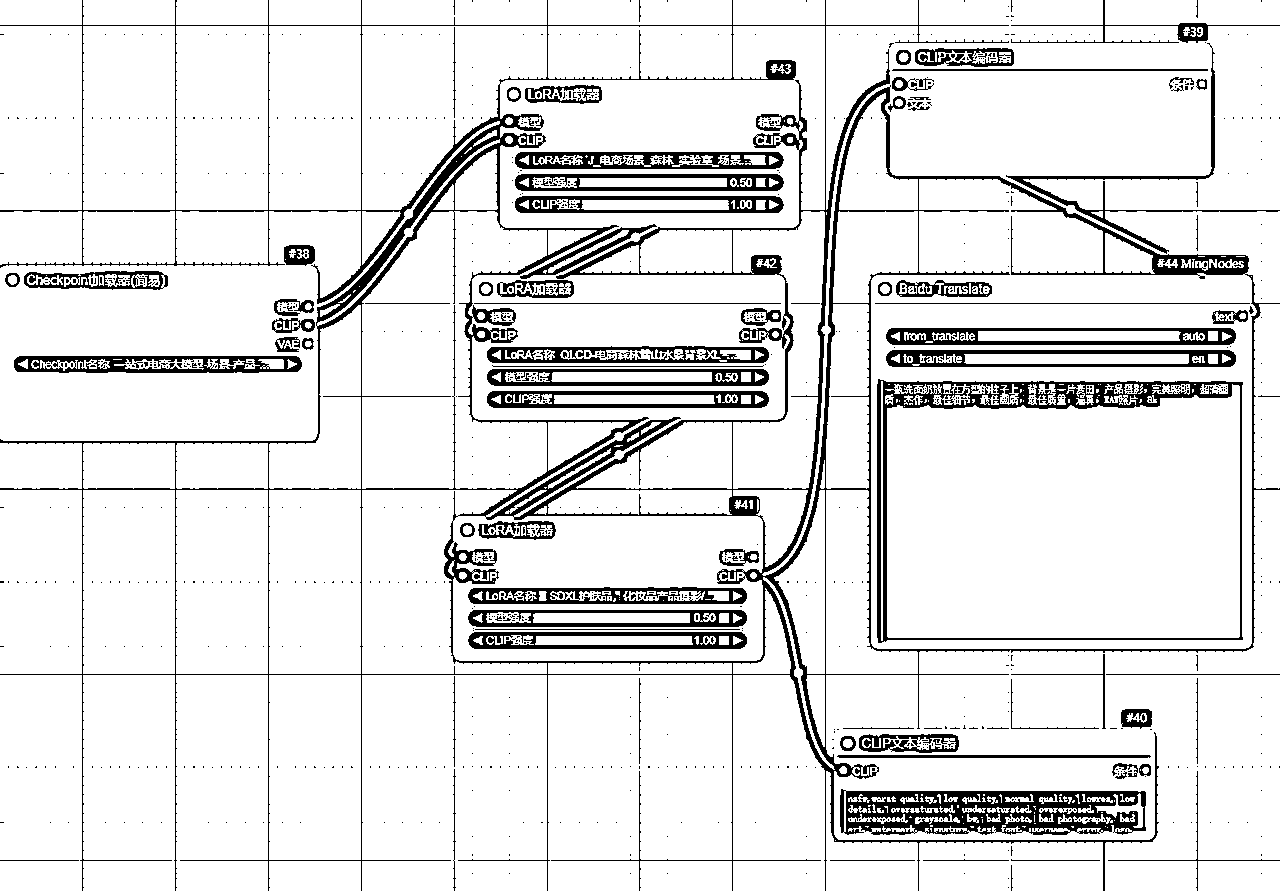 #39
CLIP文本编码器
CLIP
条件
文本
#43
LoRA加载器
模型
模型
CLIP
CLIP
LoRA名称 J_电商场景_森林_实验室_场景...
模型强度
0.50
CLIP强度
1.00
#38
Checkpoint加载器(简易)
模型
CLIP
VAE
Checkpoint名称 一站式电商大模型-场景-产品-...
#42
LoRA加载器
模型
模型
CLIP
CLIP
LoRA名称 QLCD-电商森林雪山水景背景XL_...
模型强度
0.50
CLIP强度
1.00
#44 MingNodes
Baidu Translate
text
from_translate
auto
to_translate
en
一瓶洗面奶放置在方型的柱子上，背景是一片麦田，产品摄影，完美照明，超高画
质，杰作，最佳细节，最佳画质，最佳质量，逼真，RAW照片，8k
#41
LoRA加载器
模型
模型
CLIP
CLIP
LoRA名称 SDXL护肤品，化妆品产品摄影/...
模型强度
0.50
CLIP强度
1.00
#40
CLIP文本编码器
CLIP
条件
nsfw,worst quality, low quality, normal quality, lowres, low
details, oversaturated, undersaturated, overexposed,
underexposed, grayscale, bw, bad photo, bad photography, bad
art, watermark, signature, text font, username, error, logo,